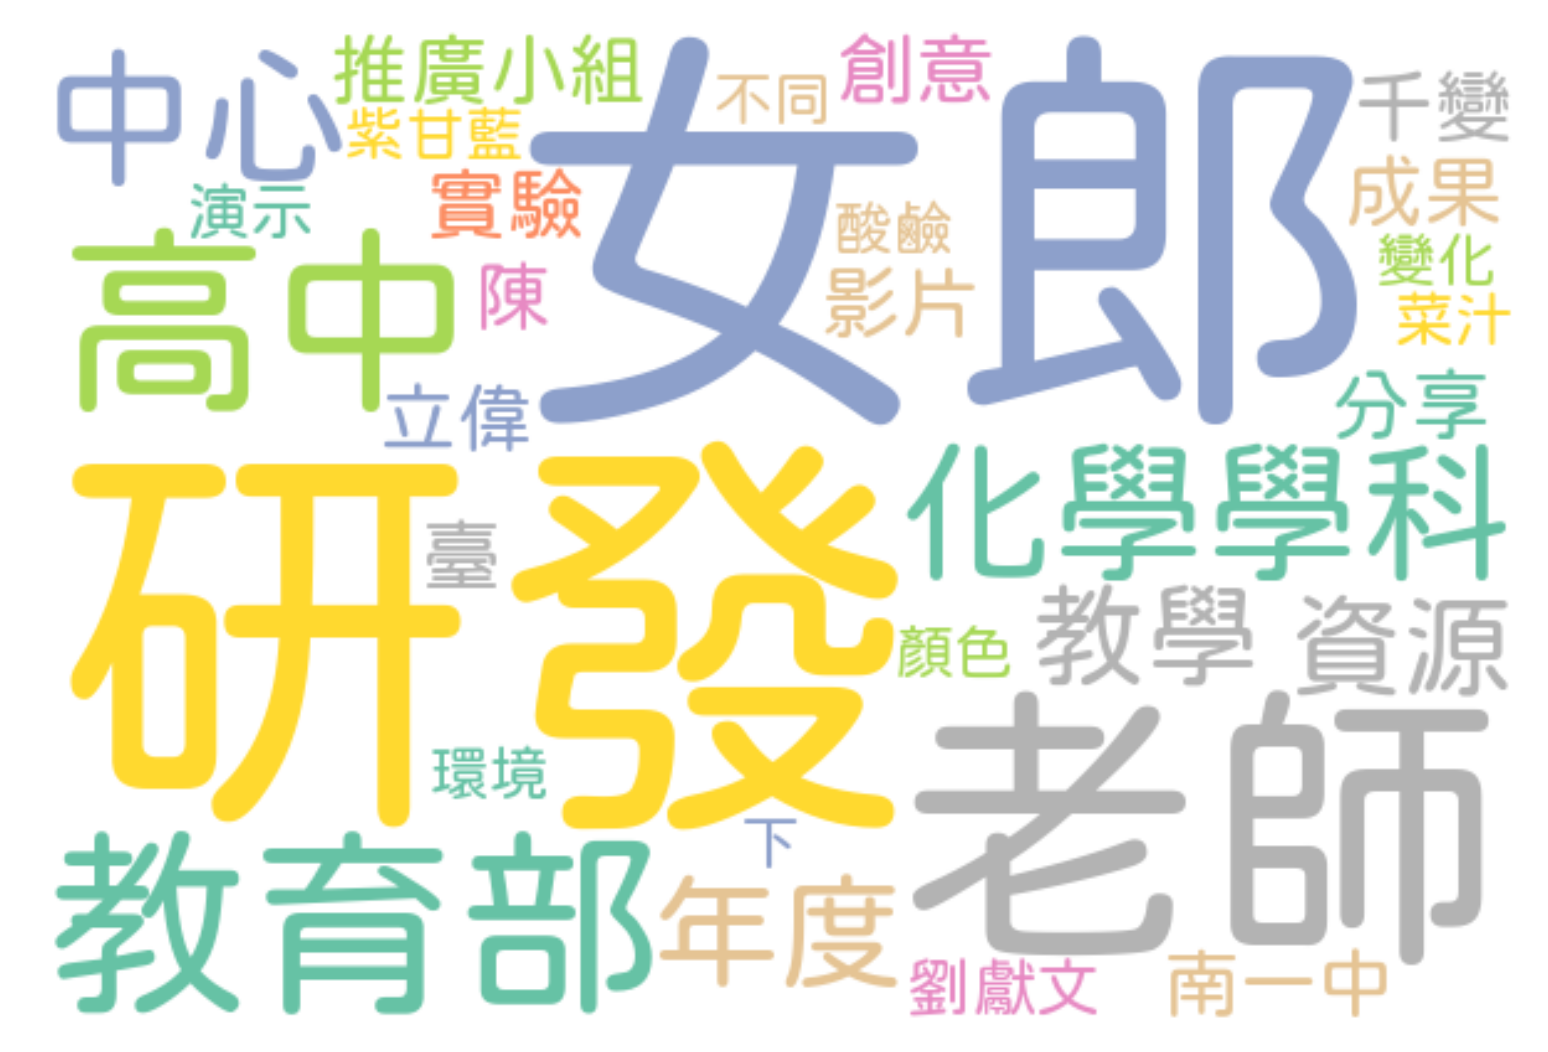 中心
推廣小組
女郎
不同
創意
千變
紫甘藍
演示
實驗
酸鹼
成果
高中
陳
影片
變化
菜汁
立偉
分享
研發
臺
化學學科
顏色
教學
資源
環境
老師
下
教育部
年度
劉獻文
南一中